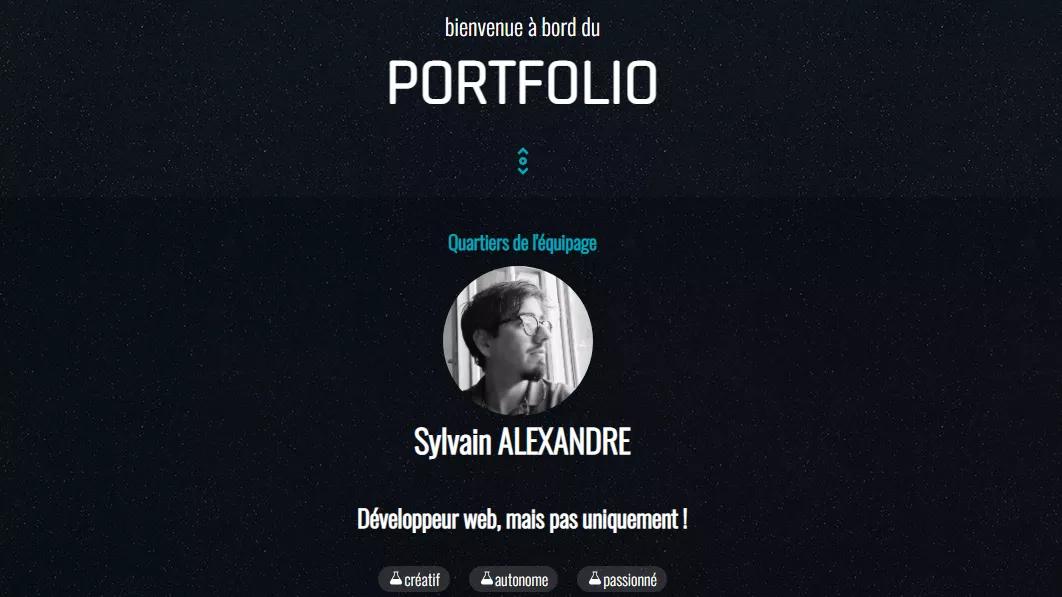 bienvenue à bord du
PORTFOLIO
Quartiers de l'équipage
Sylvain ALEXANDRE
Développeur web, mais pas uniquement !
créatif autonome passionné